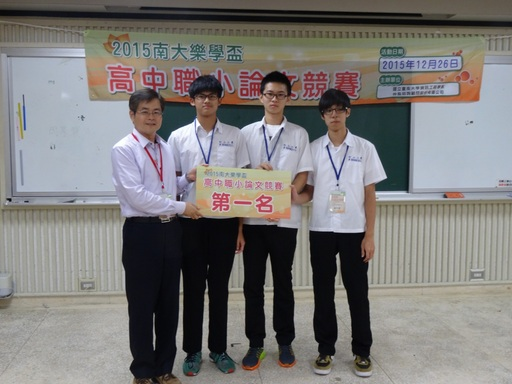 2015南大樂學盃
高中職小論文競賽
活動日期
2015年12月26日
主辦單位
2015南大樂學盃
高中職小論文競賽
第一名